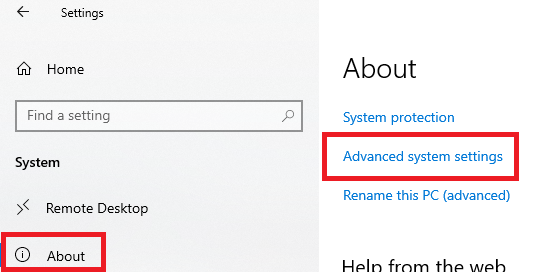 Settings
Home
Find a setting
System
Remote Desktop
About
About
System protection
Advanced system settings
Rename this PC (advanced)
Help from the web